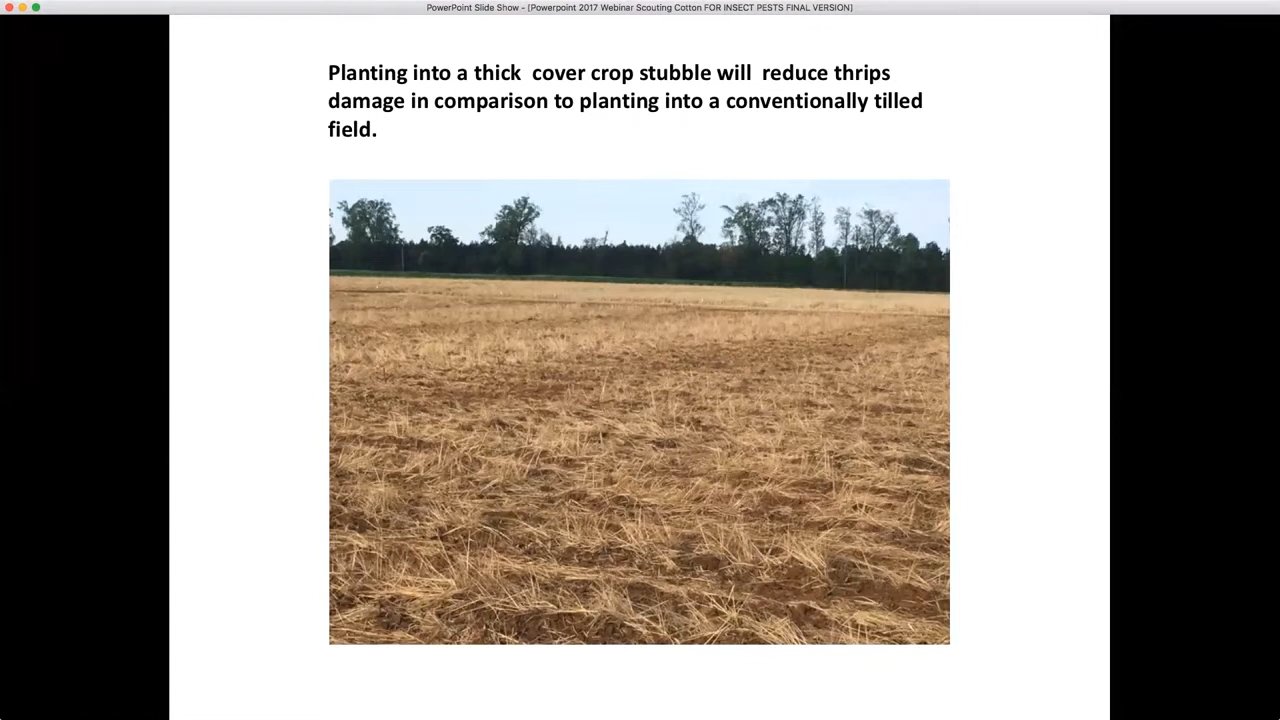 PowerPoint Slide Show - [Powerpoint 2017 Webinar Scouting Cotton FOR INSECT PESTS FINAL VERSION]
Planting into a thick  cover crop stubble will  reduce thrips
damage in comparison to planting into a conventionally tilled
field.